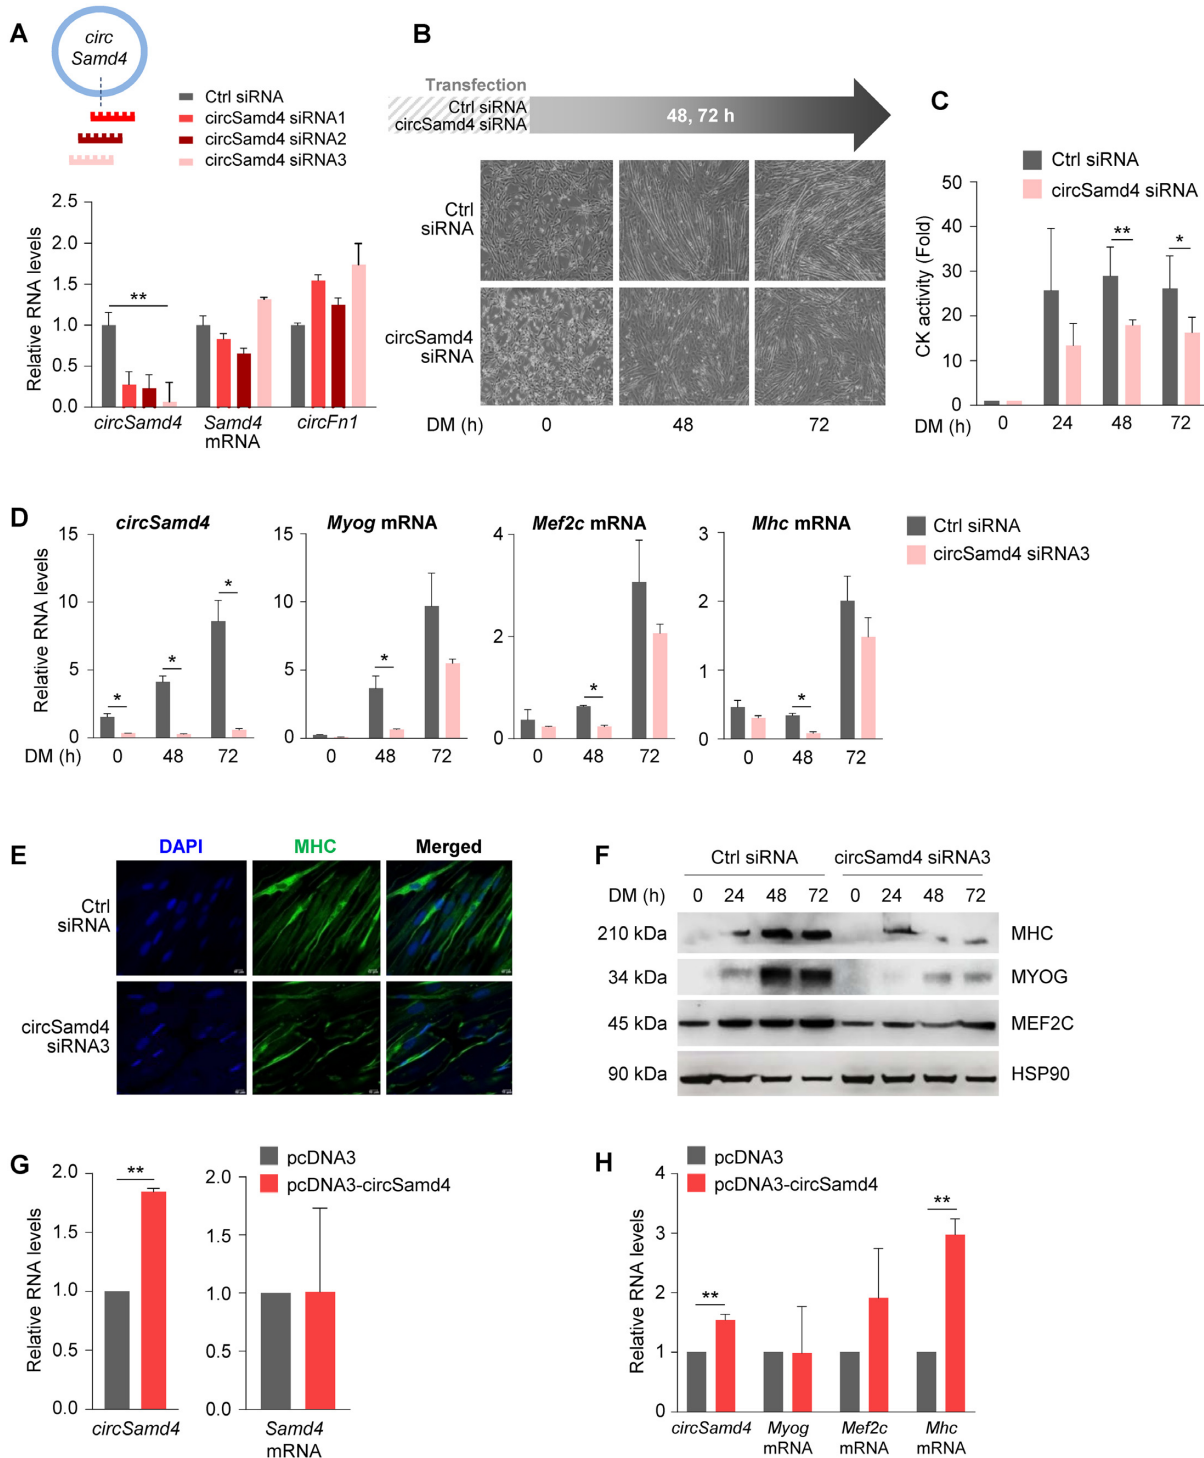 A
circ
Samd4
Ctrl siRNA
circSamd4 siRNA1
circSamd4 siRNA2
circSamd4 siRNA3
Relative RNA levels
2.5
2.0
1.5
1.0
0.5
0.0
**
circSamd4
Samd4
mRNA
circFn1
B
Transfection
Ctrl siRNA
circSamd4 siRNA
48, 72 h
Ctrl
siRNA
circSamd4
siRNA
DM (h)
0
48
72
C
Ctrl siRNA
circSamd4 siRNA
CK activity (Fold)
50
40
30
20
10
0
**
*
DM (h)
0
24
48
72
D
circSamd4
Relative RNA levels
15
10
5
0
*
*
*
DM (h)
0
48
72
Myog mRNA
15
10
5
0
*
0
48
72
Mef2c mRNA
4
2
0
*
0
48
72
Mhc mRNA
3
2
1
0
*
0
48
72
Ctrl siRNA
circSamd4 siRNA3
E
DAPI
MHC
Merged
Ctrl
siRNA
circSamd4
siRNA3
F
Ctrl siRNA
circSamd4 siRNA3
DM (h)
0
24
48
72
0
24
48
72
210 kDa
MHC
34 kDa
MYOG
45 kDa
MEF2C
90 kDa
HSP90
G
pcDNA3
pcDNA3-circSamd4
Relative RNA levels
2.0
1.5
1.0
0.5
0.0
**
circSamd4
2.0
1.5
1.0
0.5
0.0
Samd4
mRNA
H
pcDNA3
pcDNA3-circSamd4
Relative RNA levels
4
3
2
1
0
**
**
circSamd4
Myog
mRNA
Mef2c
mRNA
Mhc
mRNA